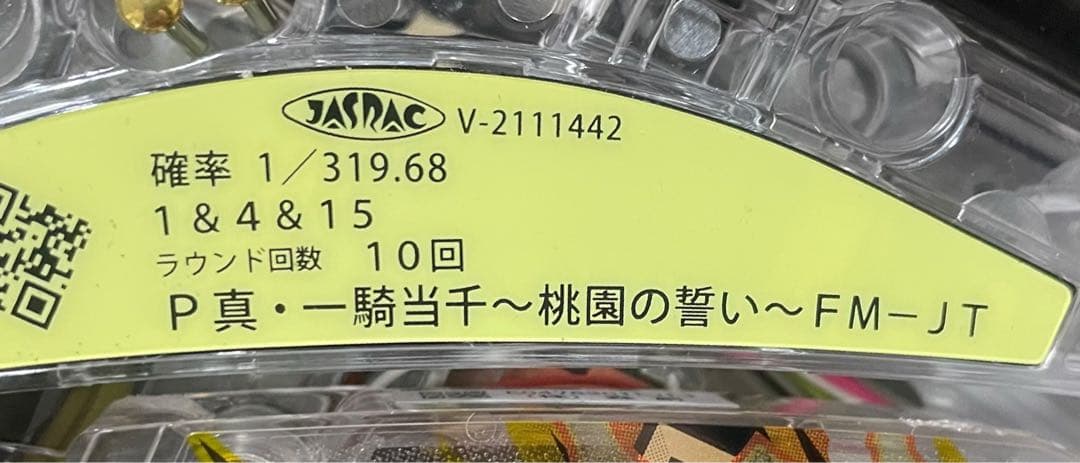 JASRAC V-2111442
確率 1／319.68
1＆4＆15
ラウンド回数 10回
P真・一騎当千～桃園の誓い～FM－JT